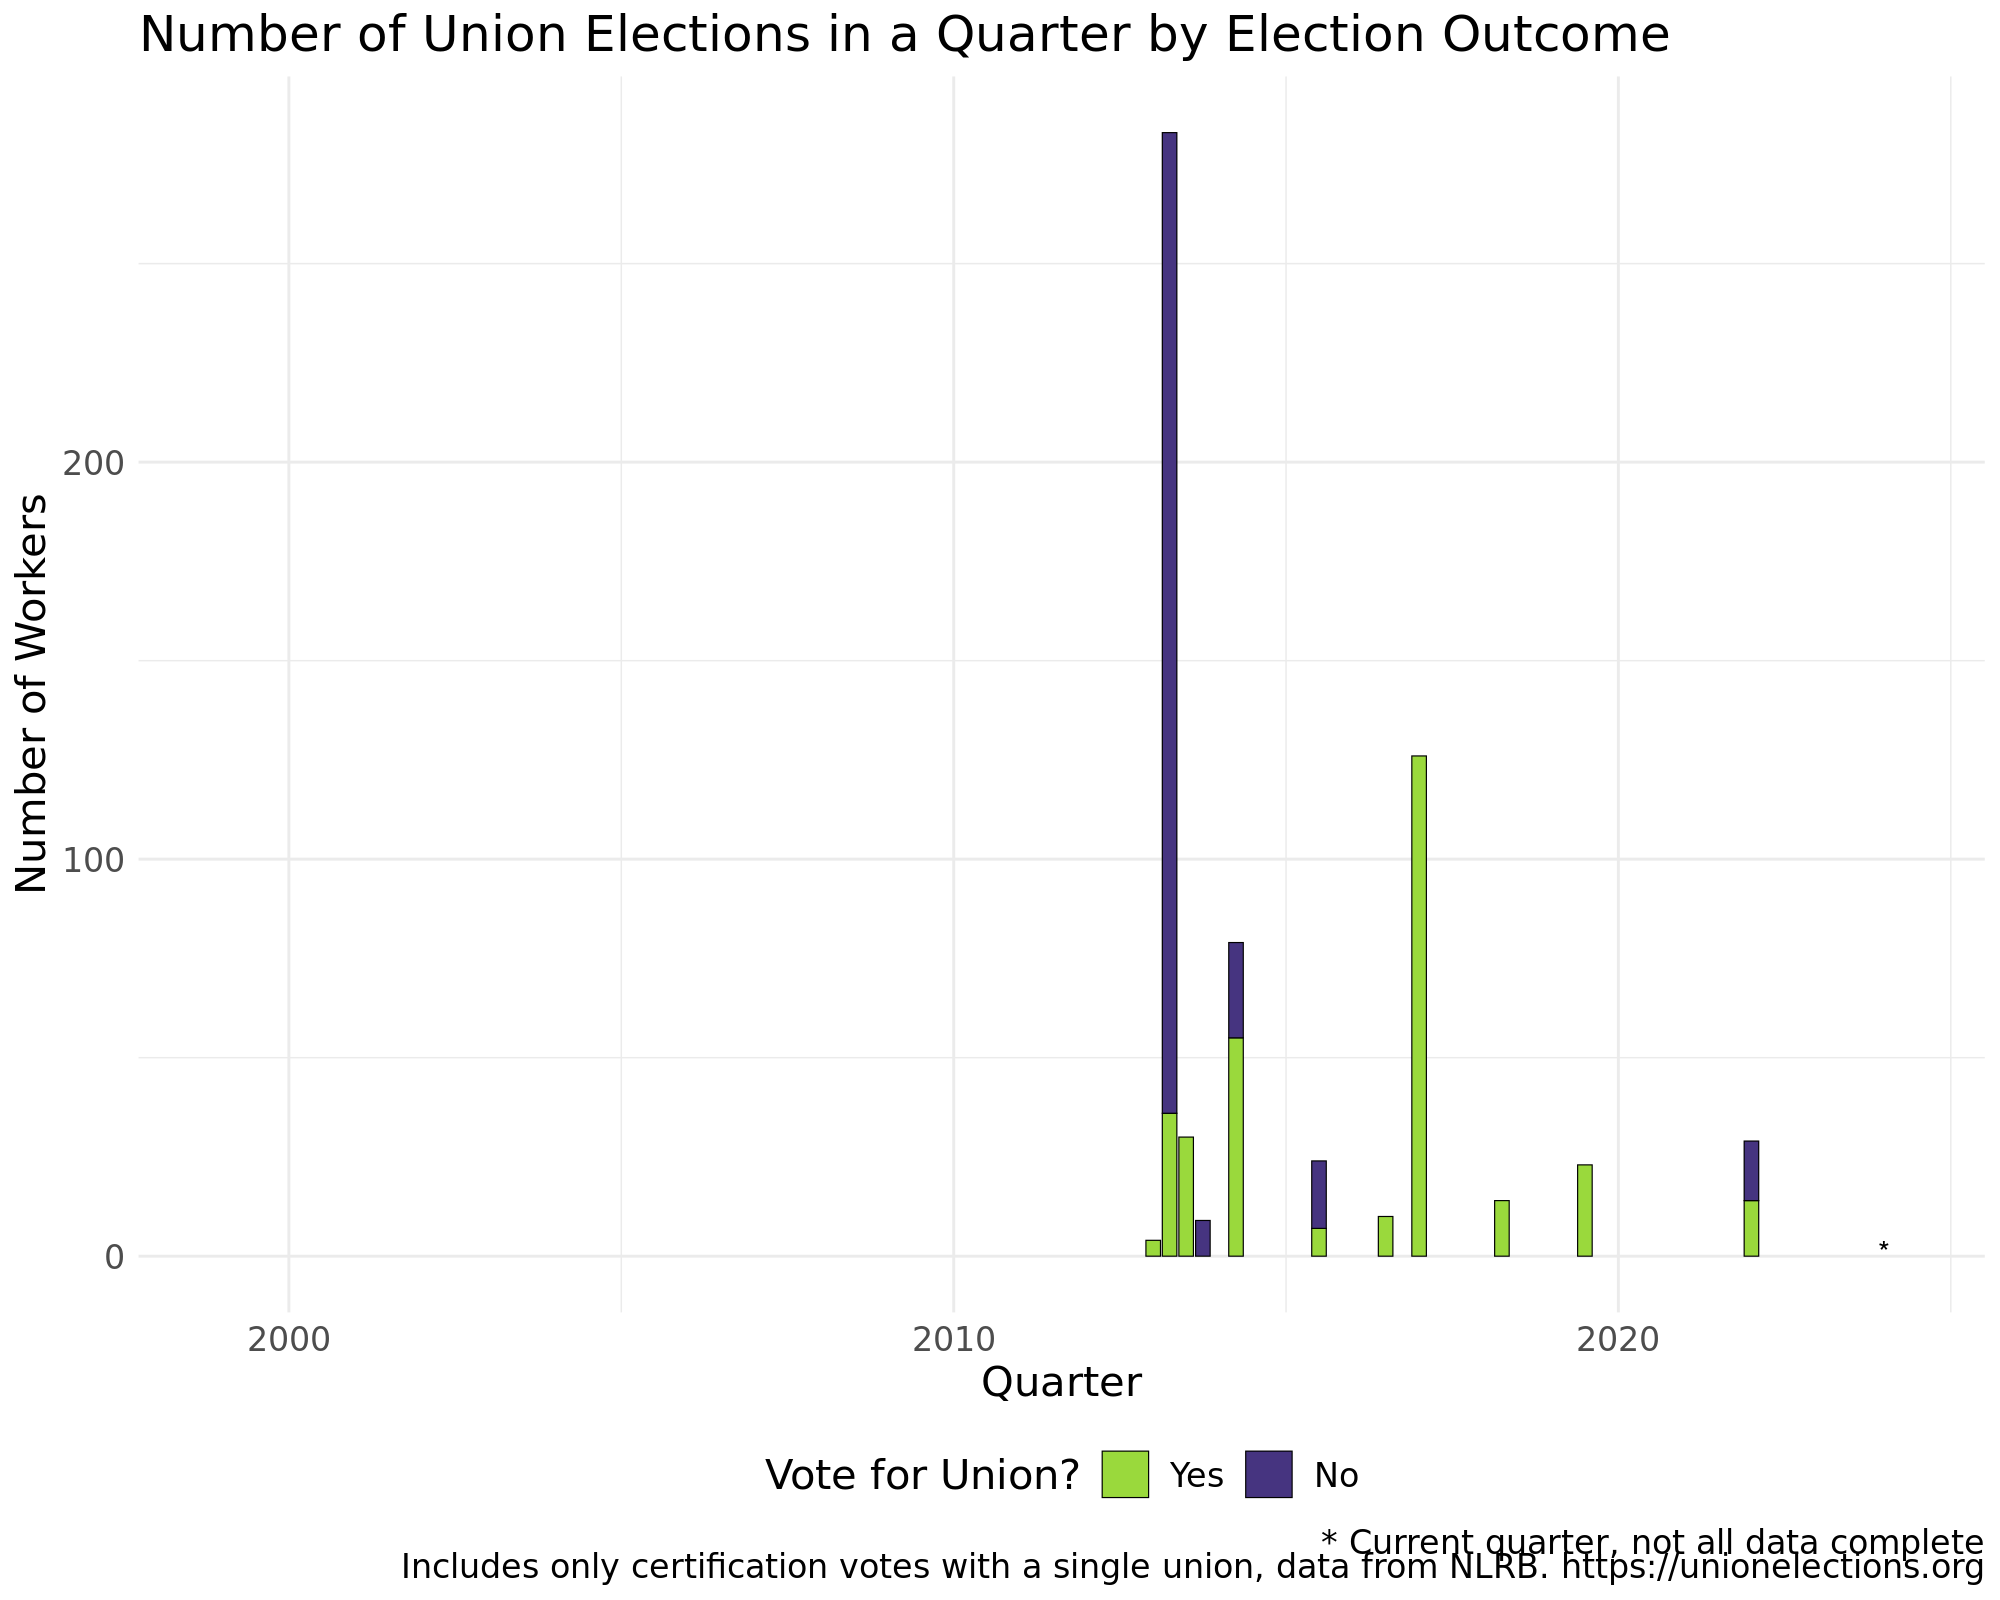 Number of Union Elections in a Quarter by Election Outcome
Number of Workers
200
100
0
*
2000 2010 2020
Quarter
Vote for Union? Yes No
* Current quarter, not all data complete
Includes only certification votes with a single union, data from NLRB. https://unionelections.org